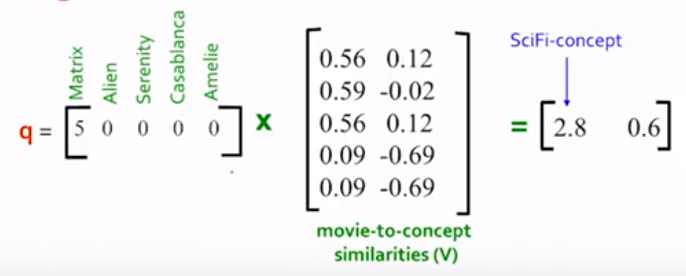 Matrix
Alien
Serenity
Casablanca
Amelie
q = [5 0 0 0 0] x
0.56 0.12
0.59 -0.02
0.56 0.12
0.09 -0.69
0.09 -0.69
movie-to-concept
similarities (V)
SciFi-concept
= [2.8 0.6]